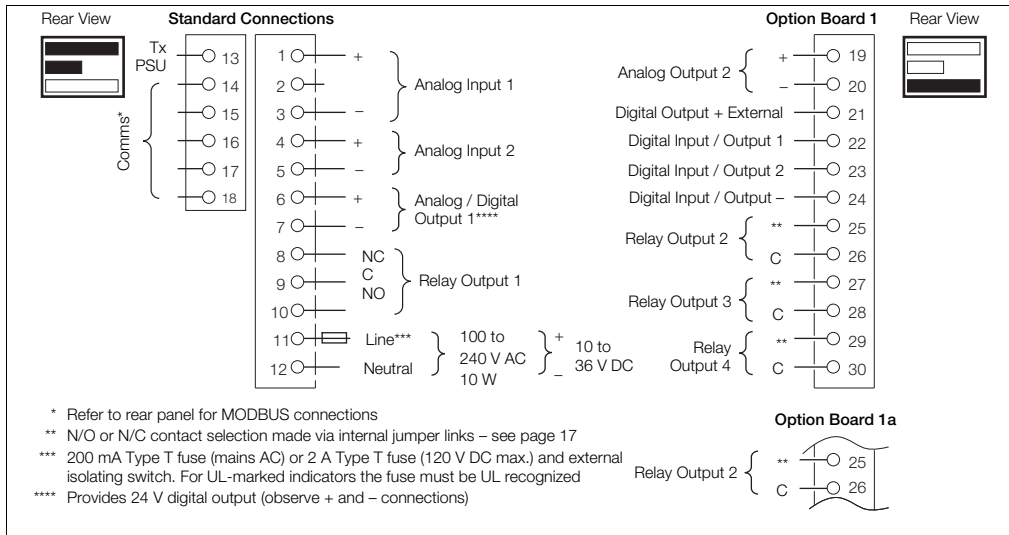 Rear View
Standard Connections
Option Board 1
Rear View
Tx
PSU
13
14
15
16
17
18
Comms*
1 +
2
3 –
Analog Input 1
4 +
5 –
Analog Input 2
6 +
7 –
Analog / Digital
Output 1****
8 NC
9 C
10 NO
Relay Output 1
11 Line***
12 Neutral
100 to
240 V AC
10 W
+
–
10 to
36 V DC
Analog Output 2
+ 19
– 20
Digital Output + External 21
Digital Input / Output 1 22
Digital Input / Output 2 23
Digital Input / Output – 24
Relay Output 2
** 25
C 26
Relay Output 3
** 27
C 28
Relay
Output 4
** 29
C 30
* Refer to rear panel for MODBUS connections
** N/O or N/C contact selection made via internal jumper links – see page 17
*** 200 mA Type T fuse (mains AC) or 2 A Type T fuse (120 V DC max.) and external
isolating switch. For UL-marked indicators the fuse must be UL recognized
**** Provides 24 V digital output (observe + and – connections)
Option Board 1a
Relay Output 2
** 25
C 26